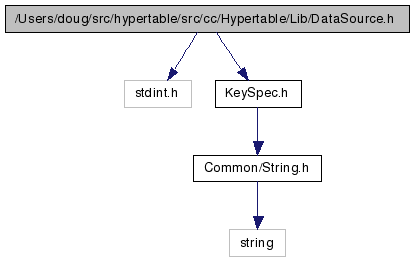 /Users/doug/src/hypertable/src/cc/Hypertable/Lib/DataSource.h
stdint.h
KeySpec.h
Common/String.h
string